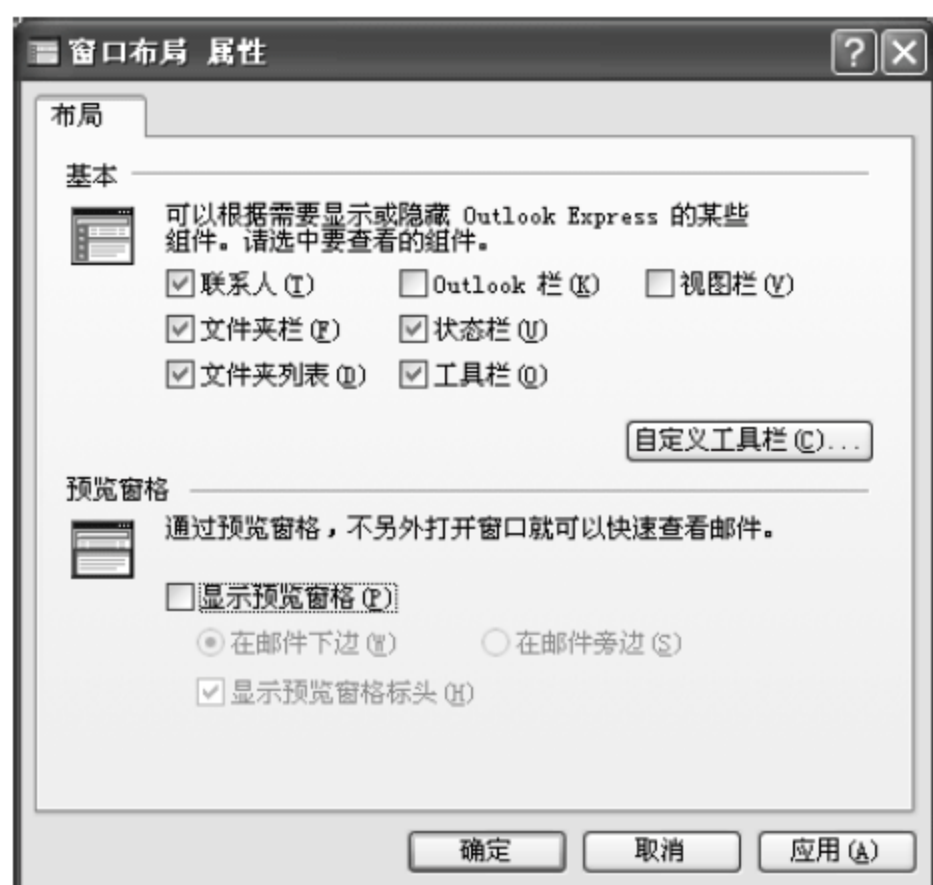 窗口布局 属性
布局
基本
可以根据需要显示或隐藏 Outlook Express 的某些
组件。请选中要查看的组件。
联系人(T) Outlook 栏(K) 视图栏(V)
文件夹栏(F) 状态栏(U)
文件夹列表(D) 工具栏(O)
自定义工具栏(C)...
预览窗格
通过预览窗格，不另外打开窗口就可以快速查看邮件。
显示预览窗格(P)
在邮件下边(W) 在邮件旁边(S)
显示预览窗格标头(H)
确定 取消 应用(A)